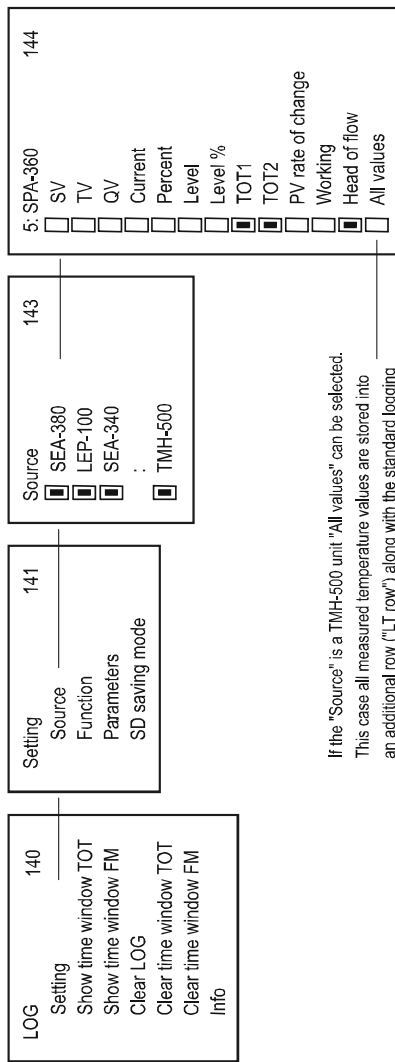 LOG 140
Setting
Show time window TOT
Show time window FM
Clear LOG
Clear time window TOT
Clear time window FM
Info
Setting 141
Source
Function
Parameters
SD saving mode
Source 143
SEA-380
LEP-100
SEA-340
:
TMH-500
5: SPA-360 144
SV
TV
QV
Current
Percent
Level
Level %
TOT1
TOT2
PV rate of change
Working
Head of flow
All values
If the "Source" is a TMH-500 unit "All values" can be selected.
This case all measured temperature values are stored into
an additional row ("LT row") along with the standard logging